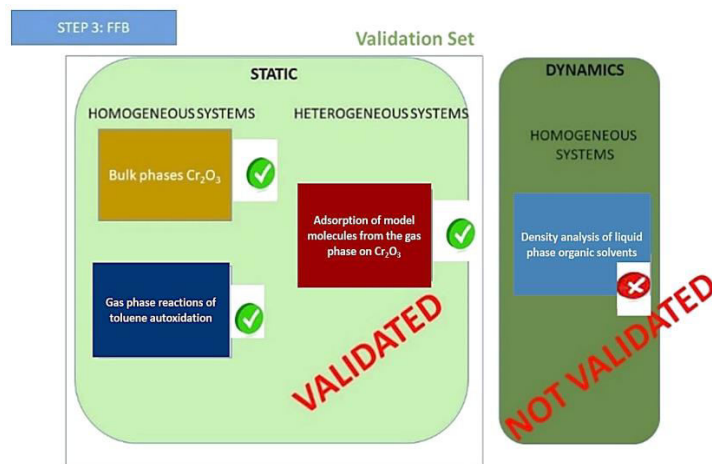 STEP 3: FFB
Validation Set
STATIC
HOMOGENEOUS SYSTEMS
HETEROGENEOUS SYSTEMS
Bulk phases Cr₂O₃
Adsorption of model
molecules from the gas
phase on Cr₂O₃
Gas phase reactions of
toluene autoxidation
VALIDATED
DYNAMICS
HOMOGENEOUS
SYSTEMS
Density analysis of liquid
phase organic solvents
NOT VALIDATED